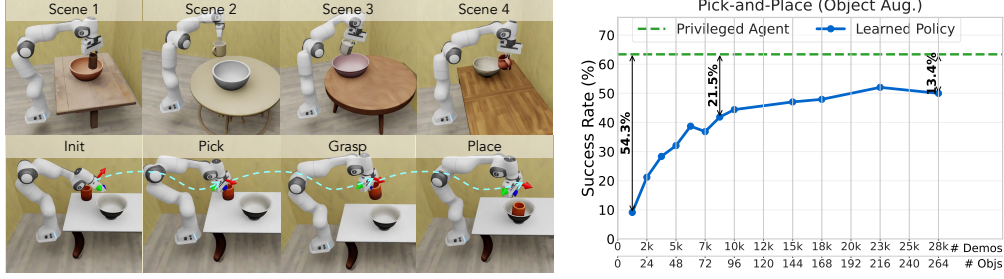 Scene 1
Scene 2
Scene 3
Scene 4
Init
Pick
Grasp
Place
Pick-and-Place (Object Aug.)
Privileged Agent
Learned Policy
Success Rate (%)
70
60
50
40
30
20
10
0
54.3%
21.5%
13.4%
0 2k 5k 7k 10k 12k 15k 18k 20k 23k 25k 28k # Demos
0 24 48 72 96 120 144 168 192 216 240 264 # Objs